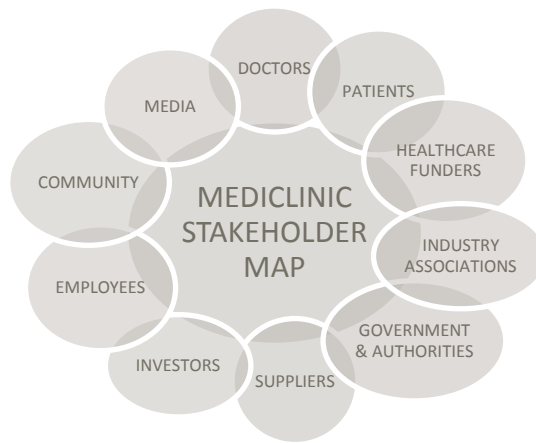 DOCTORS
PATIENTS
HEALTHCARE
FUNDERS
INDUSTRY
ASSOCIATIONS
GOVERNMENT
& AUTHORITIES
SUPPLIERS
INVESTORS
EMPLOYEES
COMMUNITY
MEDIA
MEDICLINIC
STAKEHOLDER
MAP